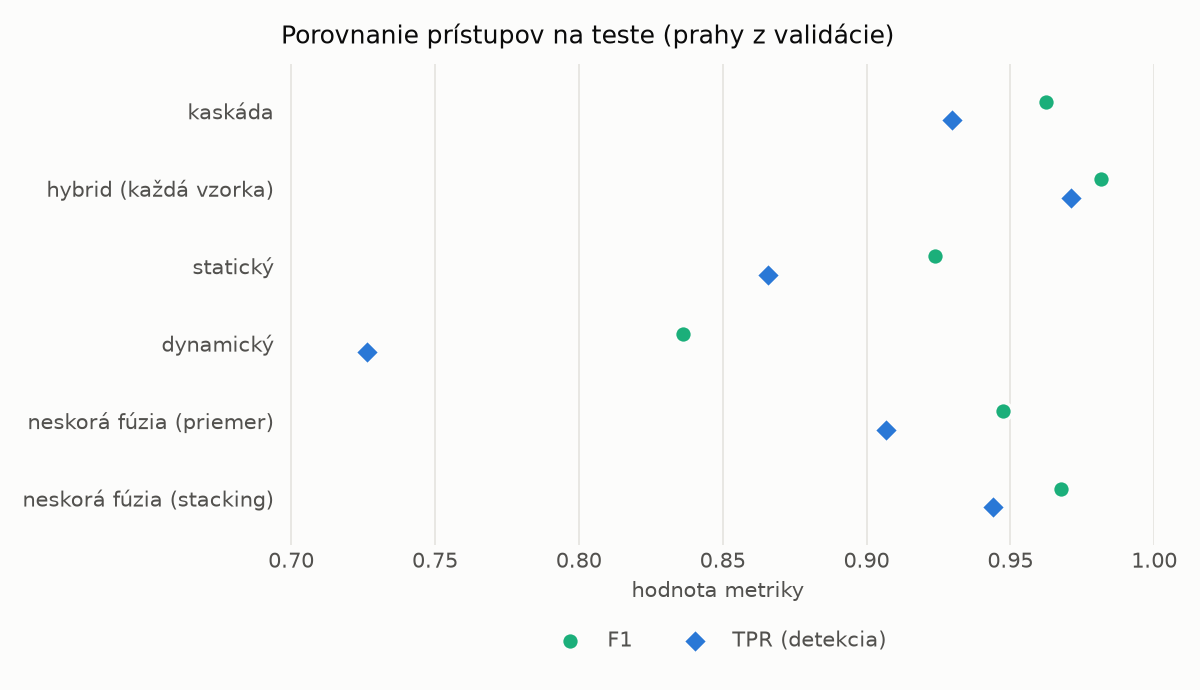 Porovnanie prístupov na teste (prahy z validácie)
kaskáda
hybrid (každá vzorka)
statický
dynamický
neskorá fúzia (priemer)
neskorá fúzia (stacking)
0.70 0.75 0.80 0.85 0.90 0.95 1.00
hodnota metriky
F1 TPR (detekcia)